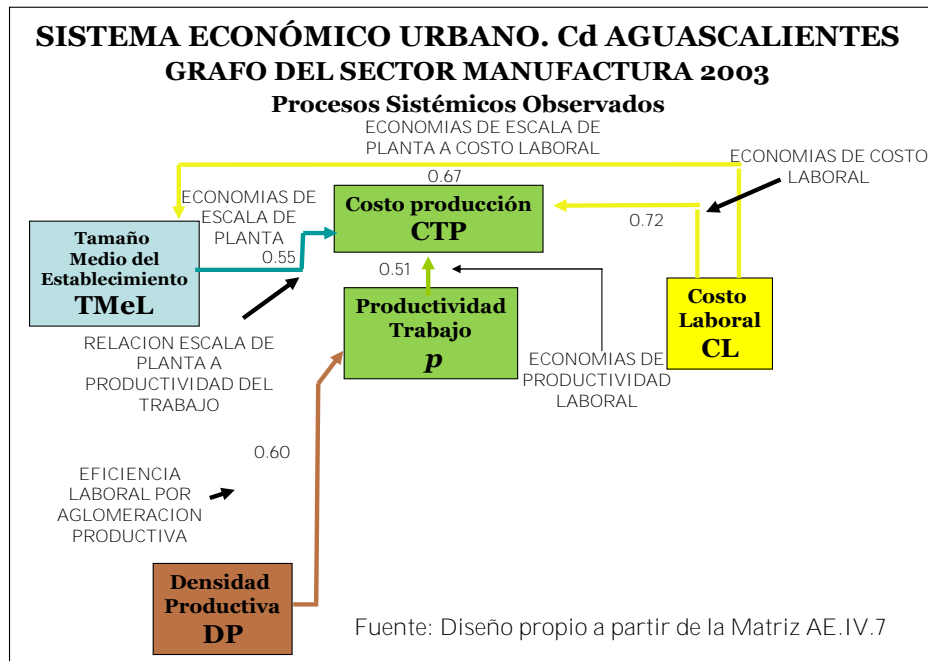 SISTEMA ECONÓMICO URBANO. Cd AGUASCALIENTES
GRAFO DEL SECTOR MANUFACTURA 2003
Procesos Sistémicos Observados
ECONOMIAS DE ESCALA DE
PLANTA A COSTO LABORAL
0.67
ECONOMIAS DE COSTO
LABORAL
ECONOMIAS DE
ESCALA DE
PLANTA
0.55
Costo producción
CTP
0.72
Tamaño
Medio del
Establecimiento
TMeL
0.51
Productividad
Trabajo
p
Costo
Laboral
CL
RELACION ESCALA DE
PLANTA A
PRODUCTIVIDAD DEL
TRABAJO
ECONOMIAS DE
PRODUCTIVIDAD
LABORAL
0.60
EFICIENCIA
LABORAL POR
AGLOMERACION
PRODUCTIVA
Densidad
Productiva
DP
Fuente: Diseño propio a partir de la Matriz AE.IV.7